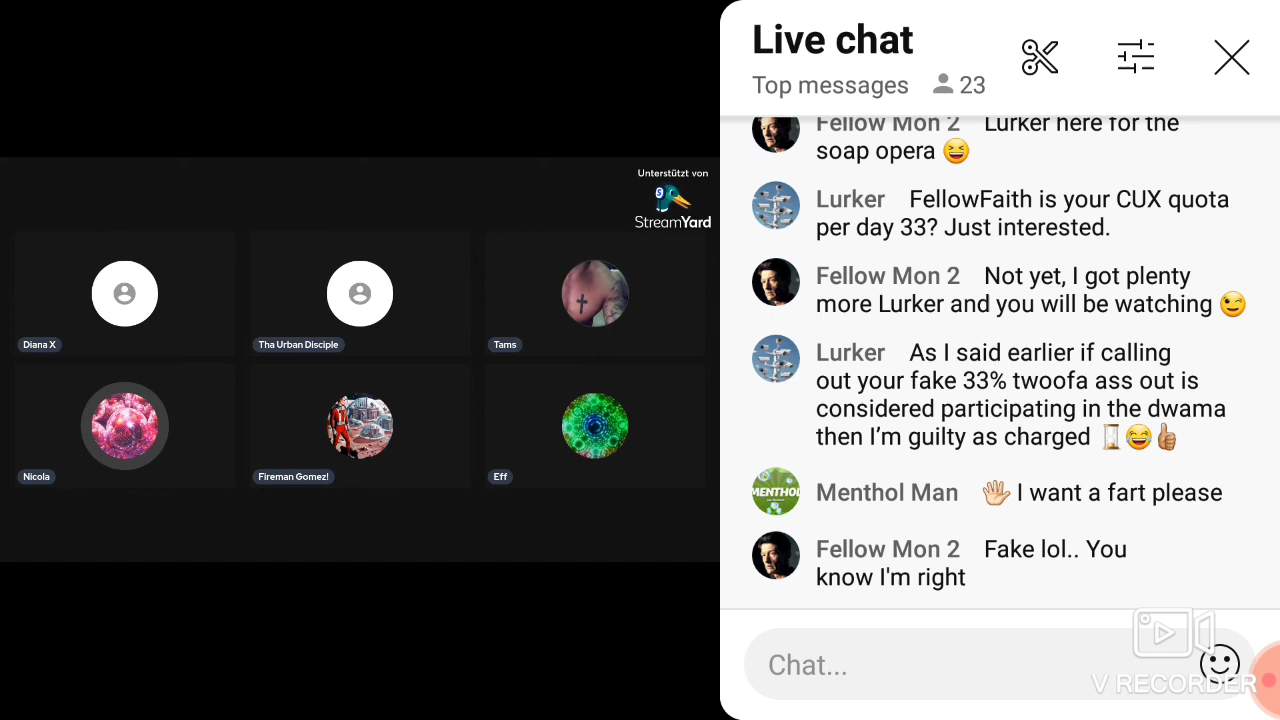 Unterstützt von
StreamYard
Diana X
Tha Urban Disciple
Tams
Nicola
Fireman Gomez!
Eff
Live chat
Top messages 23
Fellow Mon 2 Lurker here for the
soap opera 😆
Lurker FellowFaith is your CUX quota
per day 33? Just interested.
Fellow Mon 2 Not yet, I got plenty
more Lurker and you will be watching 😉
Lurker As I said earlier if calling
out your fake 33% twoofa ass out is
considered participating in the dwama
then I’m guilty as charged ⏳😂👍🏼
MENTHOL
Menthol Man 👋🏻 I want a fart please
Fellow Mon 2 Fake lol.. You
know I'm right
Chat...
V RECORDER